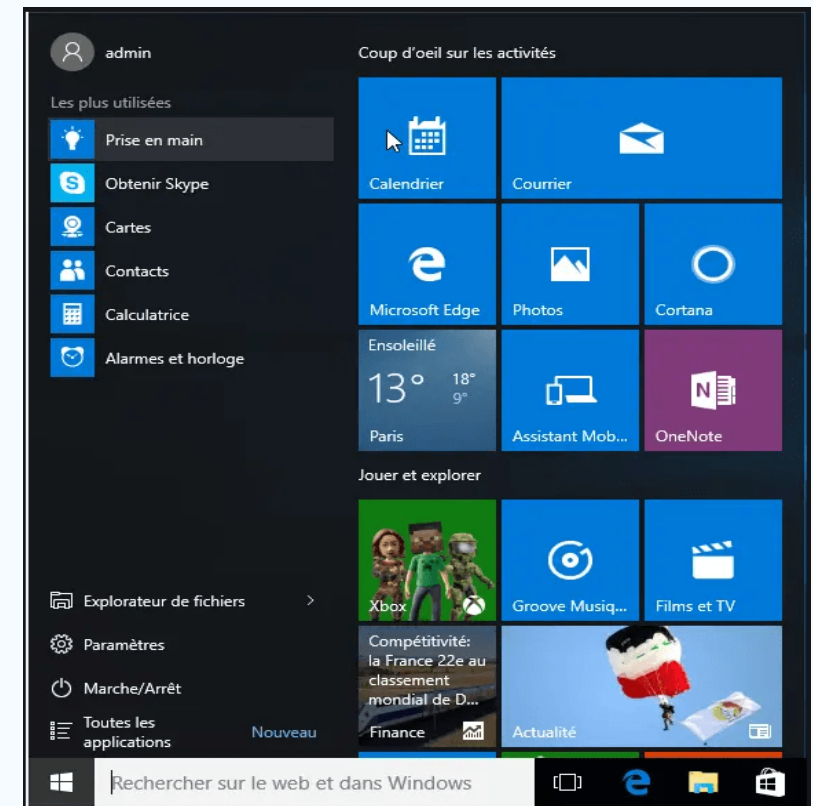 admin
Les plus utilisées
Prise en main
Obtenir Skype
Cartes
Contacts
Calculatrice
Alarmes et horloge
Explorateur de fichiers
Paramètres
Marche/Arrêt
Toutes les
applications
Nouveau
Coup d'oeil sur les activités
Calendrier
Courrier
Microsoft Edge
Photos
Cortana
Ensoleillé
13° 18°
9°
Paris
Assistant Mob...
OneNote
Jouer et explorer
Xbox
Groove Musiq...
Films et TV
Compétitivité:
la France 22e au
classement
mondial de D...
Finance
Actualité
Rechercher sur le web et dans Windows